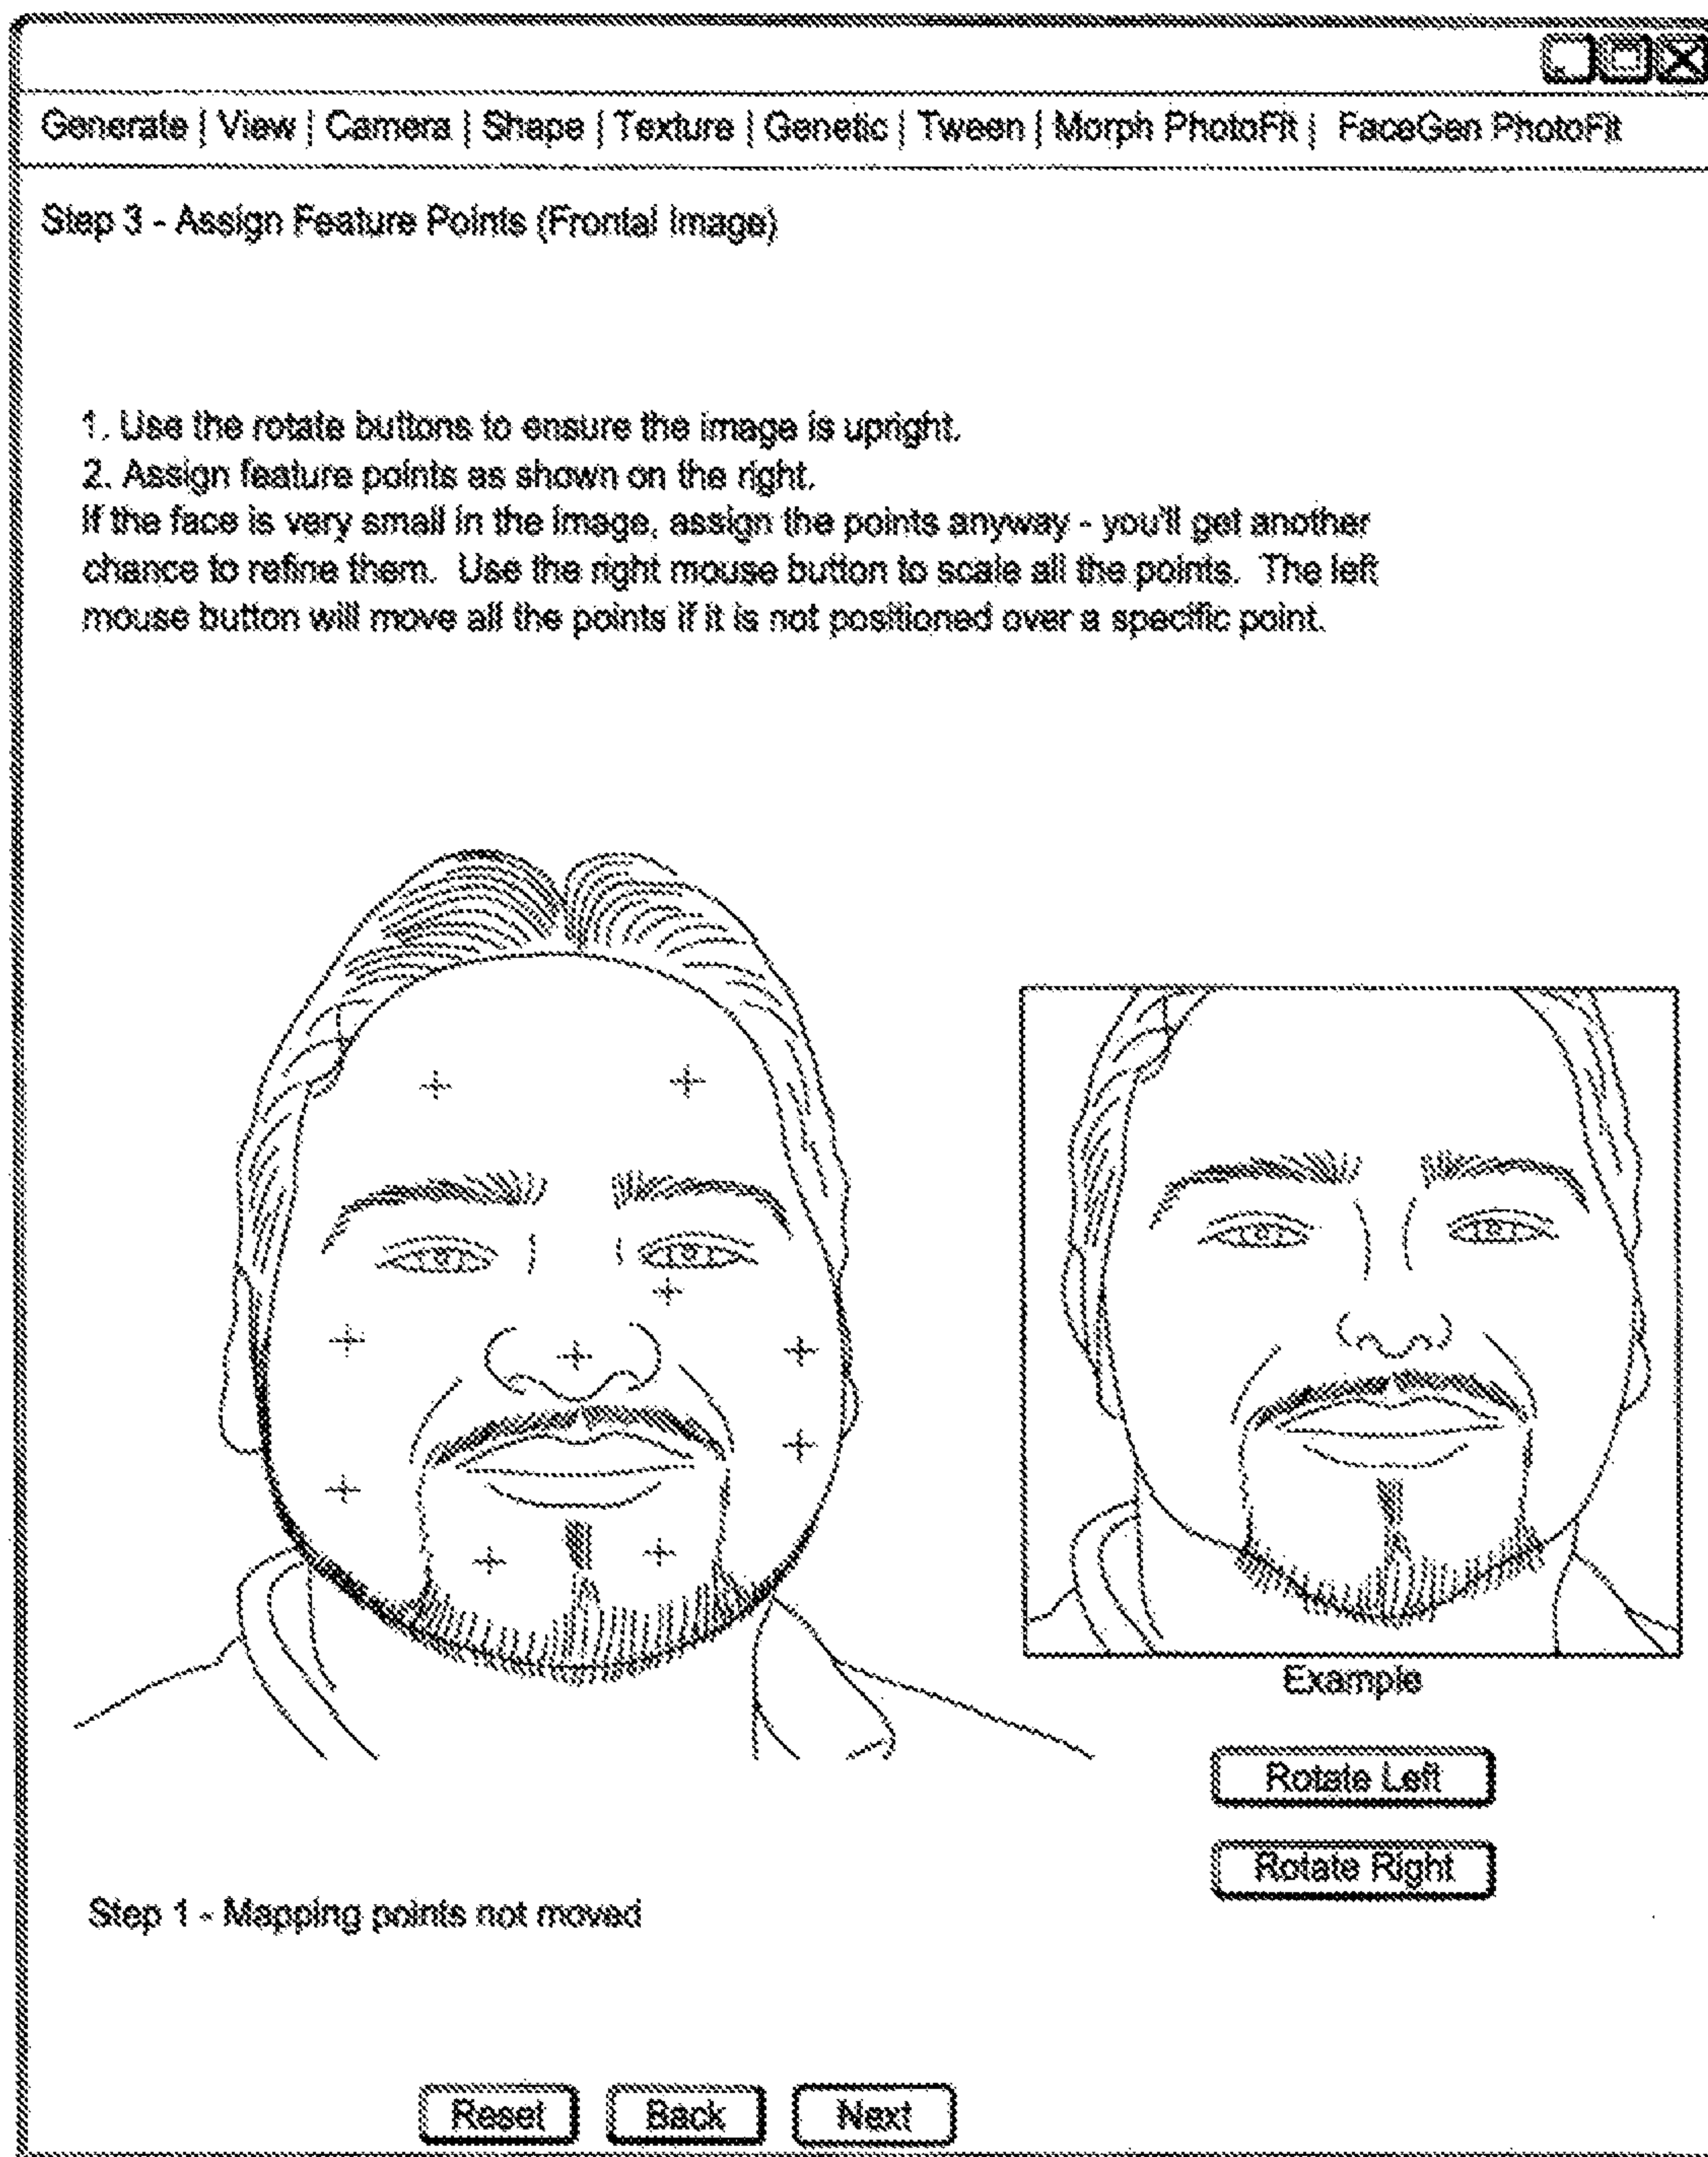 Generate | View | Camera | Shape | Texture | Genetic | Tween | Morph PhotoFit | FaceGen PhotoFit
Step 3 - Assign Feature Points (Frontal Image)
1. Use the rotate buttons to ensure the image is upright.
2. Assign feature points as shown on the right.
If the face is very small in the image, assign the points anyway - you'll get another
chance to refine them. Use the right mouse button to scale all the points. The left
mouse button will move all the points if it is not positioned over a specific point.
Example
Rotate Left
Rotate Right
Step 1 - Mapping points not moved
Reset
Back
Next